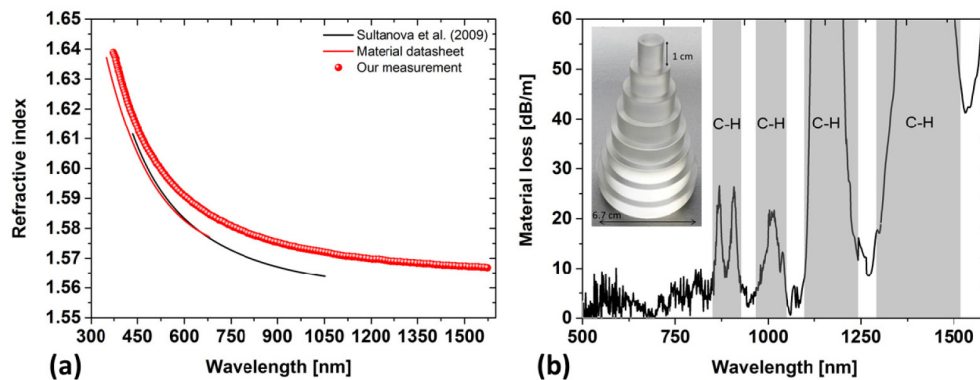 Sultanova et al. (2009)
Material datasheet
Our measurement
1.64
1.63
1.62
1.61
1.60
1.59
1.58
1.57
1.56
1.55
Refractive index
300 450 600 750 900 1050 1200 1350 1500
Wavelength [nm]
(a)
60
50
40
30
20
10
0
Material loss [dB/m]
1 cm
6.7 cm
C-H
C-H
C-H
C-H
500 750 1000 1250 1500
Wavelength [nm]
(b)